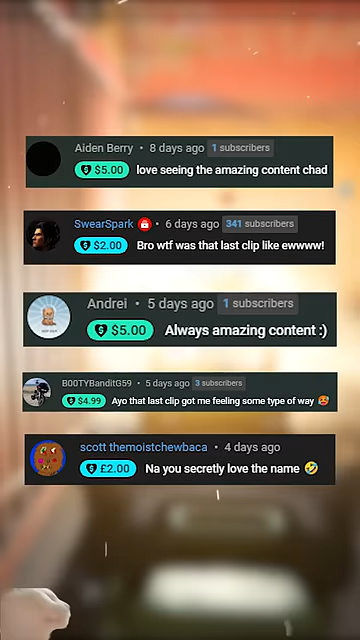 Aiden Berry • 8 days ago 1 subscribers
$5.00 love seeing the amazing content chad
SwearSpark • 6 days ago 341 subscribers
$2.00 Bro wtf was that last clip like ewwww!
Andrei • 5 days ago 1 subscribers
$5.00 Always amazing content :)
B00TYBanditG59 • 5 days ago 3 subscribers
$4.99 Ayo that last clip got me feeling some type of way 🥵
scott themoistchewbaca • 4 days ago
£2.00 Na you secretly love the name 🤣